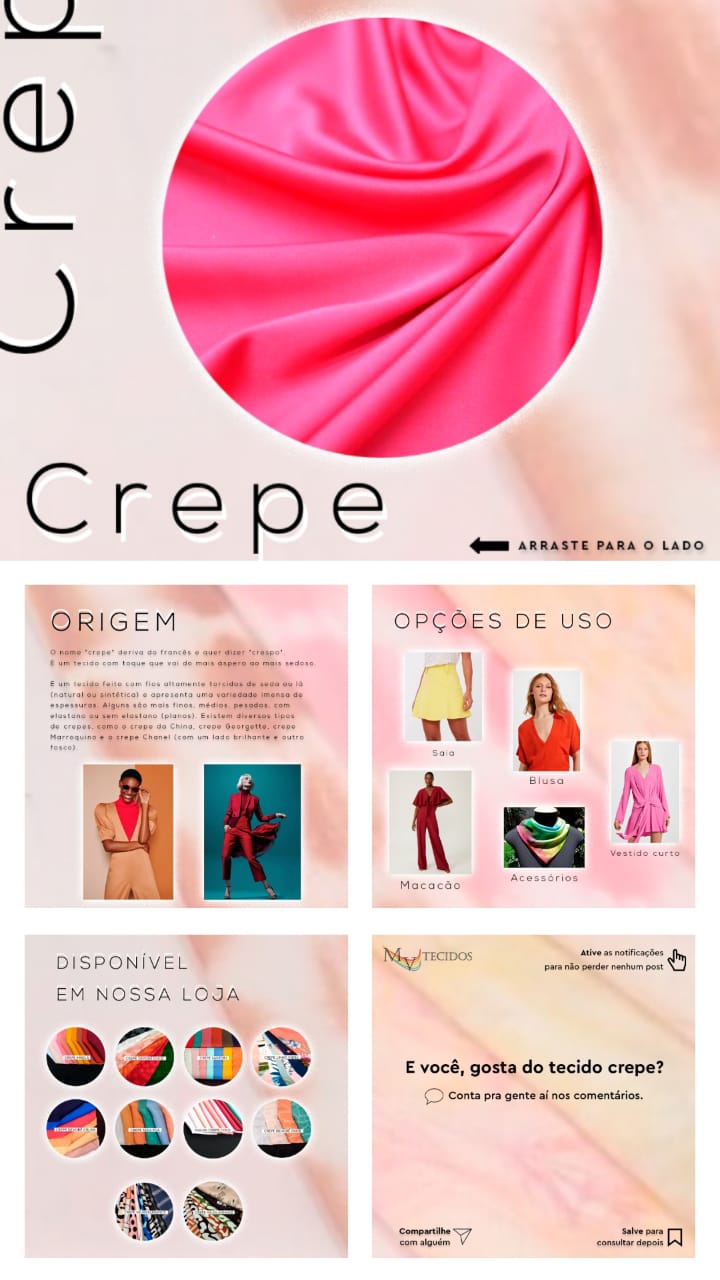 Crep
Crepe
ARRASTE PARA O LADO
ORIGEM
O nome "crepe" deriva do francês e quer dizer "crespo".
É um tecido com toque que vai do mais áspero ao mais sedoso.
É um tecido feito com fios altamente torcidos de seda ou lã
(natural ou sintética) e apresenta uma variedade imensa de
espessuras. Alguns são mais finos, médios, pesados, com
elastano ou sem elastano (planos). Existem diversos tipos
de crepes, como o crepe da China, crepe Georgette, crepe
Marroquino e o crepe Chanel (com um lado brilhante e outro
fosco).
OPÇÕES DE USO
Saia
Blusa
Vestido curto
Macacão
Acessórios
DISPONÍVEL
EM NOSSA LOJA
MA TECIDOS
Ative as notificações
para não perder nenhum post
E você, gosta do tecido crepe?
Conta pra gente aí nos comentários.
Compartilhe
com alguém
Salve para
consultar depois